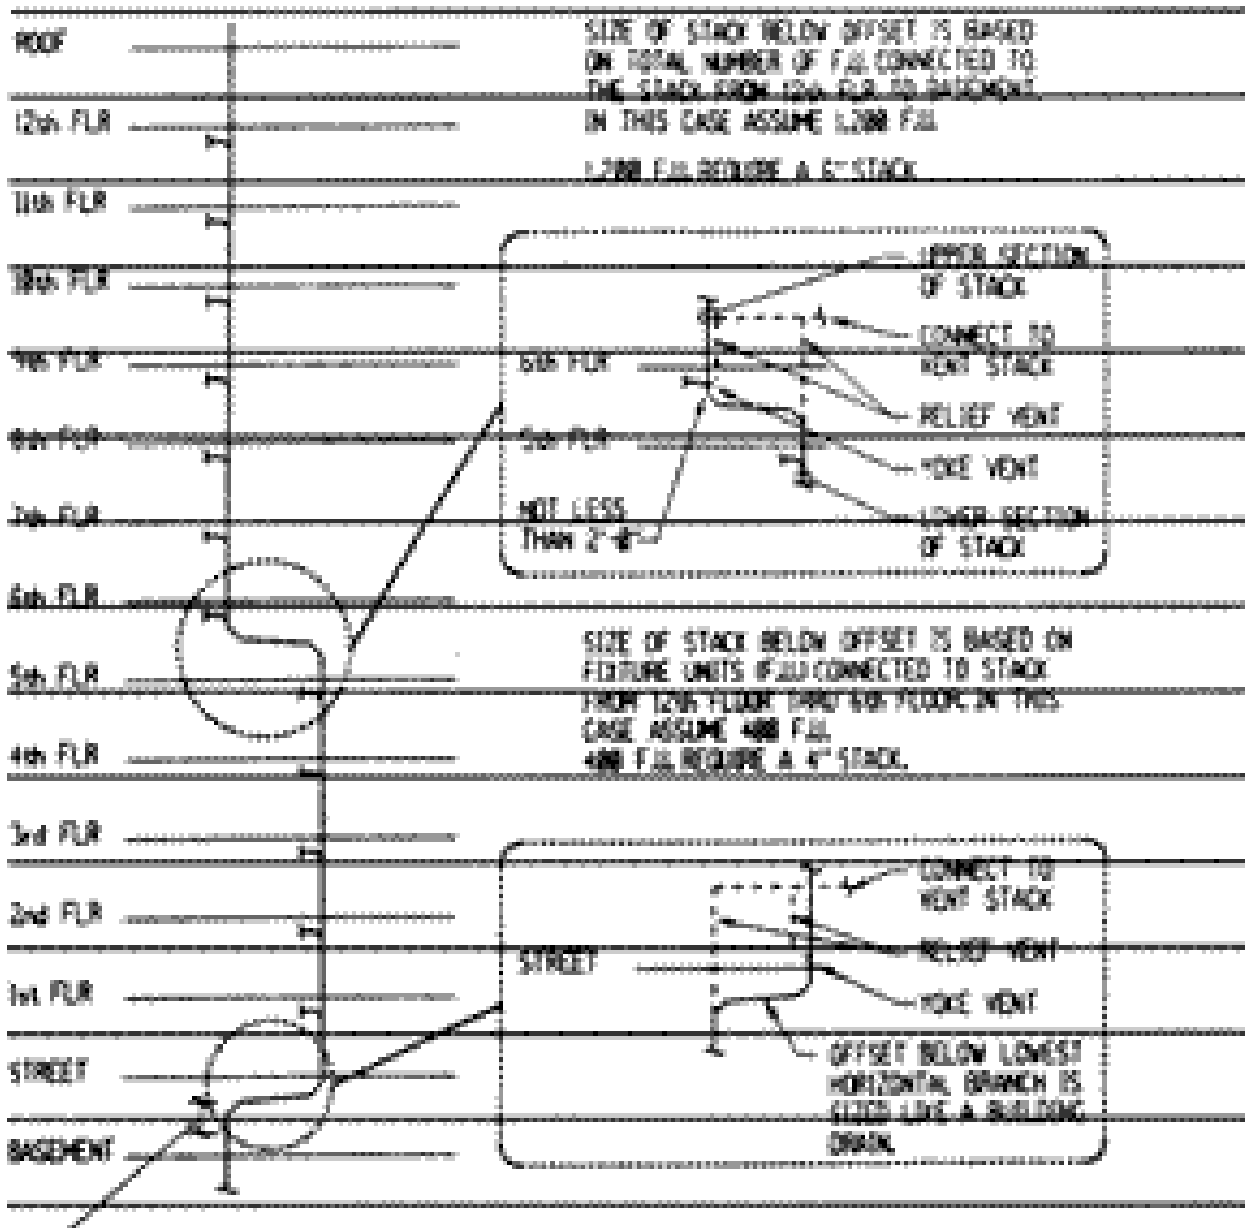 ROOF
12th FLR
11th FLR
10th FLR
9th FLR
8th FLR
7th FLR
6th FLR
5th FLR
4th FLR
3rd FLR
2nd FLR
1st FLR
STREET
BASEMENT
SIZE OF STACK BELOW OFFSET IS BASED
ON TOTAL NUMBER OF F.U. CONNECTED TO
THE STACK FROM 12th FLR. TO BASEMENT.
IN THIS CASE ASSUME 1,200 F.U.
1,200 F.U. REQUIRE A 6" STACK
UPPER SECTION
OF STACK
CONNECT TO
VENT STACK
6th FLR
RELIEF VENT
5th FLR
YOKE VENT
NOT LESS
THAN 2'-0"
LOWER SECTION
OF STACK
SIZE OF STACK BELOW OFFSET IS BASED ON
FIXTURE UNITS (F.U.) CONNECTED TO STACK
FROM 12th FLOOR THRU 6th FLOOR. IN THIS
CASE ASSUME 400 F.U.
400 F.U. REQUIRE A 4" STACK.
CONNECT TO
VENT STACK
RELIEF VENT
STREET
YOKE VENT
OFFSET BELOW LOWEST
HORIZONTAL BRANCH IS
SIZED LIKE A BUILDING
DRAIN.